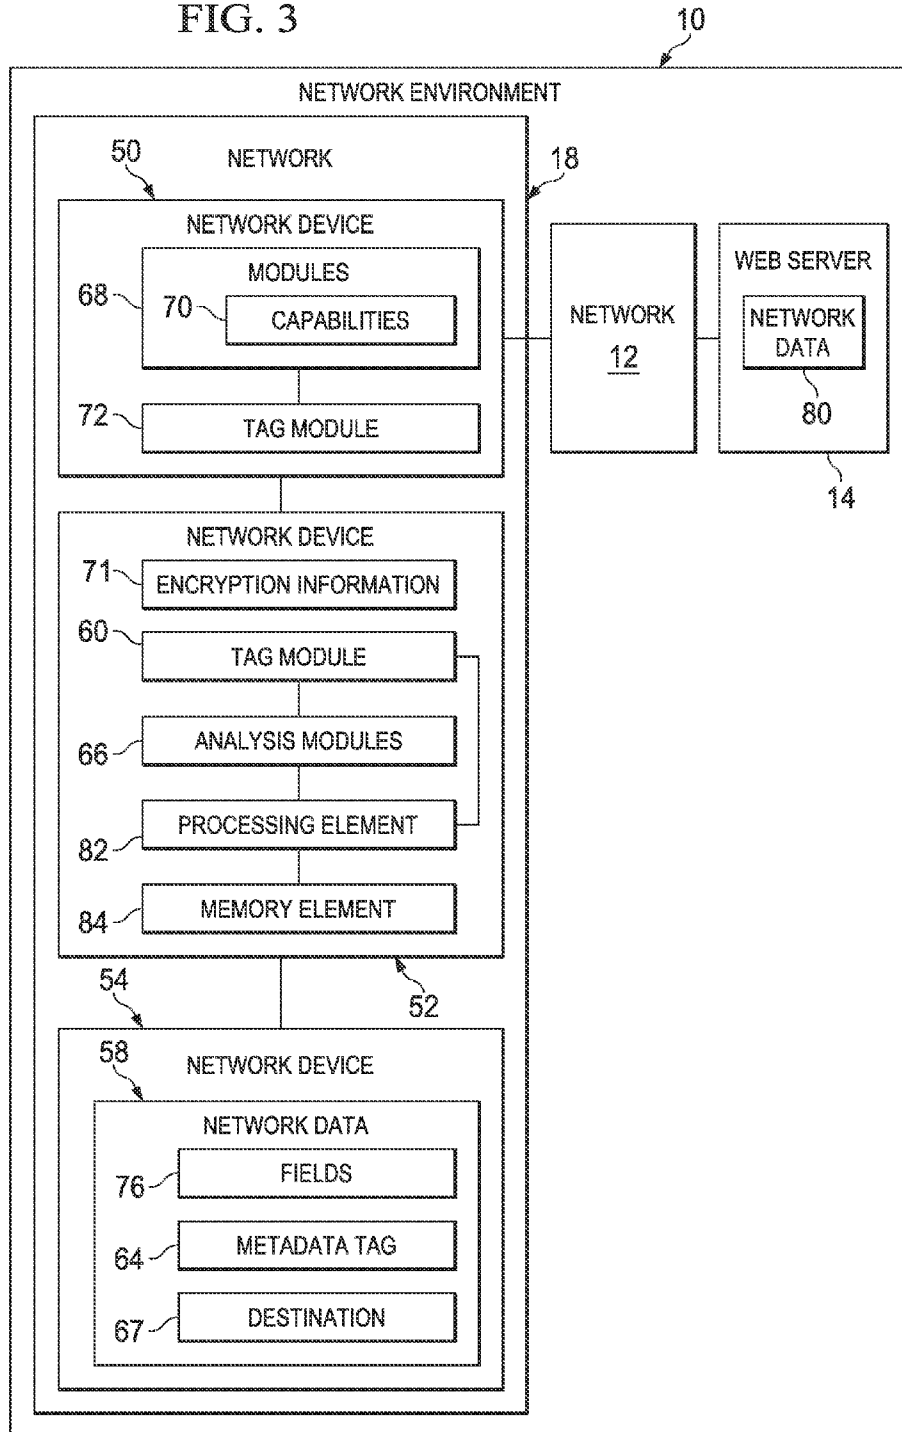 FIG. 3
10
NETWORK ENVIRONMENT
50
NETWORK
18
NETWORK DEVICE
MODULES
68
70
CAPABILITIES
72
TAG MODULE
NETWORK
12
WEB SERVER
NETWORK
DATA
80
14
NETWORK DEVICE
71
ENCRYPTION INFORMATION
60
TAG MODULE
66
ANALYSIS MODULES
82
PROCESSING ELEMENT
84
MEMORY ELEMENT
52
54
NETWORK DEVICE
58
NETWORK DATA
76
FIELDS
64
METADATA TAG
67
DESTINATION